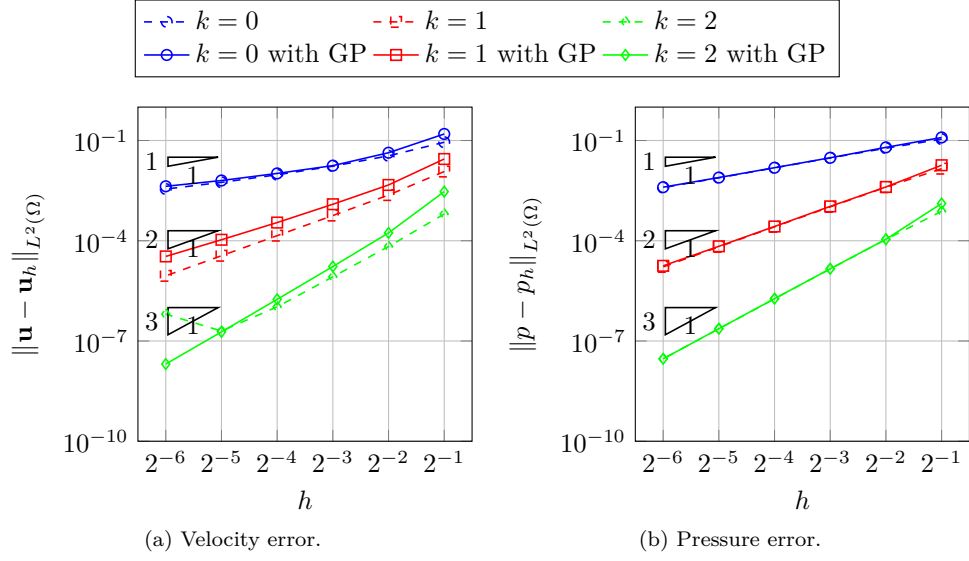 k = 0 k = 1 k = 2
k = 0 with GP k = 1 with GP k = 2 with GP
‖u − u_h‖_{L²(Ω)}
10^{−1}
10^{−4}
10^{−7}
10^{−10}
1
1
2
1
3
1
2^{−6} 2^{−5} 2^{−4} 2^{−3} 2^{−2} 2^{−1}
h
(a) Velocity error.
‖p − p_h‖_{L²(Ω)}
10^{−1}
10^{−4}
10^{−7}
10^{−10}
1
1
2
1
3
1
2^{−6} 2^{−5} 2^{−4} 2^{−3} 2^{−2} 2^{−1}
h
(b) Pressure error.